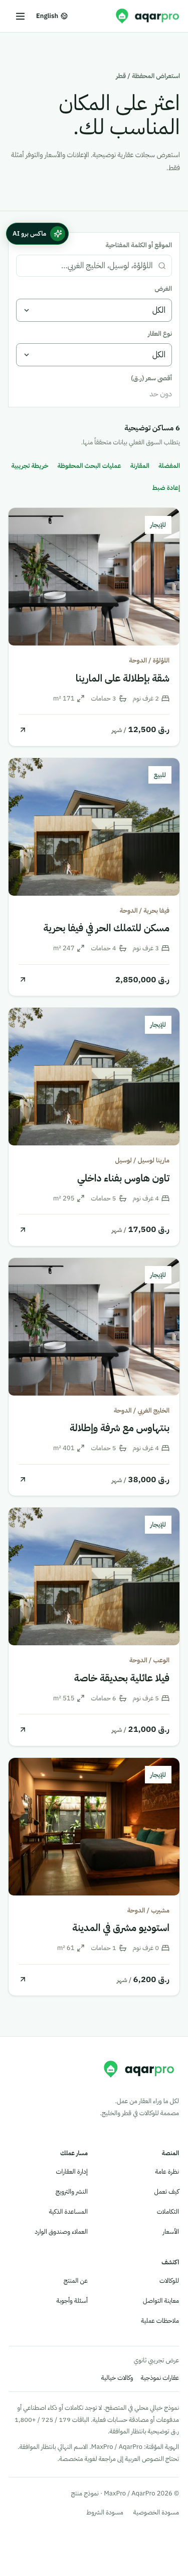 aqarpro
English
استعراض المحفظة / قطر
اعثر على المكان
المناسب لك.
استعرض سجلات عقارية توضيحية. الإعلانات والأسعار والتوفر أمثلة
فقط.
ماكس برو AI
الموقع أو الكلمة المفتاحية
اللؤلؤة، لوسيل، الخليج الغربي...
الغرض
الكل
نوع العقار
الكل
أقصى سعر (ر.ق)
دون حد
6 مساكن توضيحية
يتطلب السوق الفعلي بيانات متحققاً منها.
المفضلة
المقارنة
عمليات البحث المحفوظة
خريطة تجريبية
إعادة ضبط
للإيجار
اللؤلؤة / الدوحة
شقة بإطلالة على المارينا
2 غرف نوم 3 حمامات 171 m²
ر.ق 12,500 / شهر
للبيع
فيفا بحرية / الدوحة
مسكن للتملك الحر في فيفا بحرية
3 غرف نوم 4 حمامات 247 m²
ر.ق 2,850,000
للإيجار
مارينا لوسيل / لوسيل
تاون هاوس بفناء داخلي
4 غرف نوم 5 حمامات 295 m²
ر.ق 17,500 / شهر
للإيجار
الخليج الغربي / الدوحة
بنتهاوس مع شرفة وإطلالة
4 غرف نوم 5 حمامات 401 m²
ر.ق 38,000 / شهر
للإيجار
الوعب / الدوحة
فيلا عائلية بحديقة خاصة
5 غرف نوم 6 حمامات 515 m²
ر.ق 21,000 / شهر
للإيجار
مشيرب / الدوحة
استوديو مشرق في المدينة
0 غرف نوم 1 حمامات 61 m²
ر.ق 6,200 / شهر
aqarpro
لكل ما وراء العقار من عمل.
مصممة للوكالات في قطر والخليج.
المنصة
نظرة عامة
كيف تعمل
التكاملات
الأسعار
مسار عملك
إدارة العقارات
النشر والترويج
المساعدة الذكية
العملاء وصندوق الوارد
اكتشف
للوكالات
معاينة التواصل
ملاحظات عملية
عن المنتج
أسئلة وأجوبة
عرض تجريبي ثانوي
عقارات نموذجية
وكالات خيالية
نموذج خيالي محلي في المتصفح. لا توجد تكاملات أو ذكاء اصطناعي أو
مدفوعات أو مصادقة حسابات فعلية. الباقات 179 / 725 / +1,800
ر.ق نموذجية بانتظار الموافقة.
الهوية المؤقتة: MaxPro / AqarPro. الاسم النهائي بانتظار الموافقة.
تحتاج النصوص العربية إلى مراجعة لغوية متخصصة.
© 2026 MaxPro / AqarPro · نموذج منتج
مسودة الخصوصية
مسودة الشروط